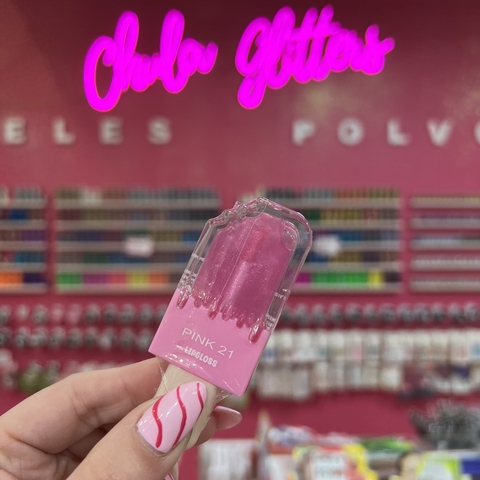 Chula Glitters
ELES POLVO
PINK 21
LIPGLOSS